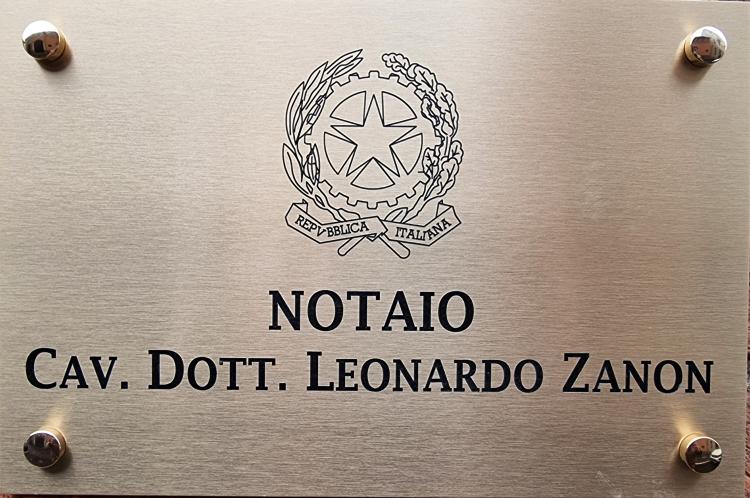 REPVBBLICA ITALIANA
NOTAIO
CAV. DOTT. LEONARDO ZANON